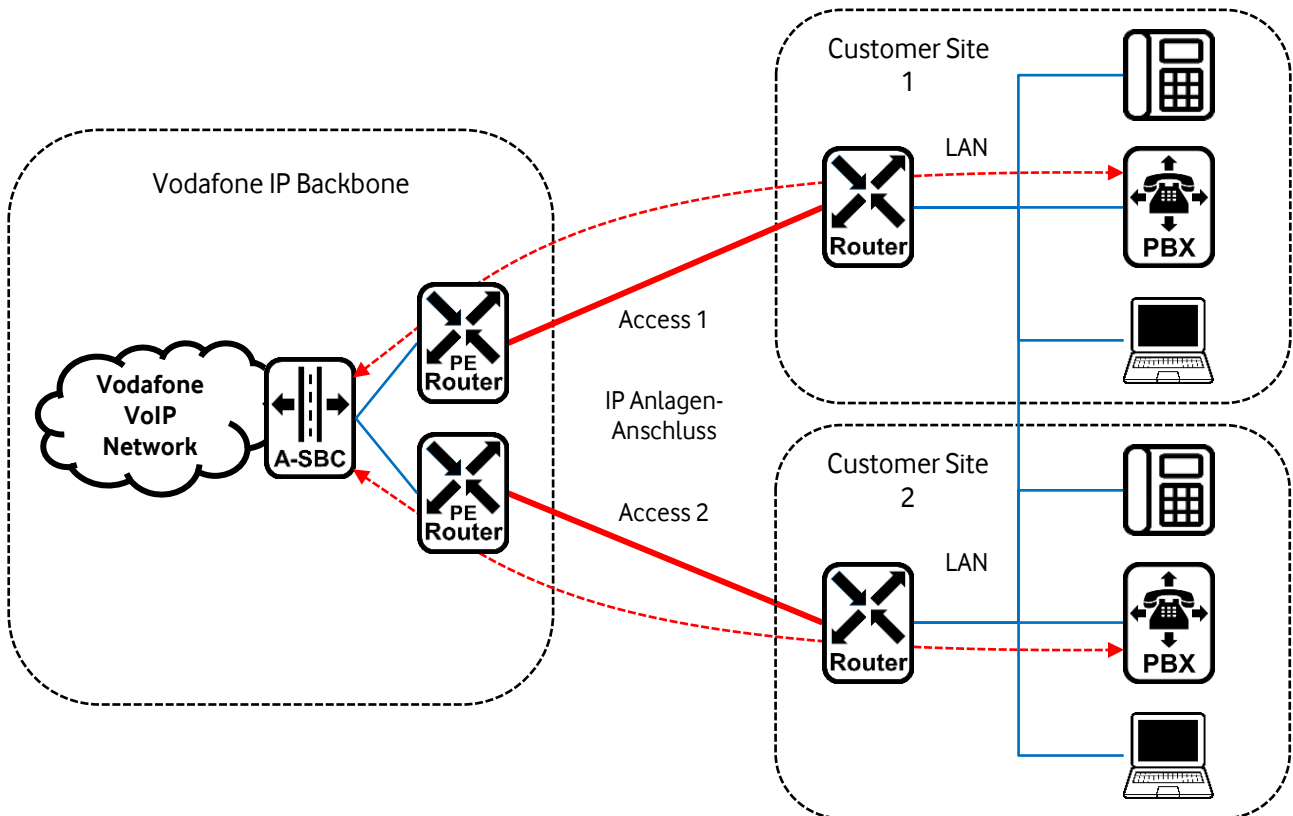 Customer Site
1
LAN
Router
PBX
Vodafone IP Backbone
PE
Router
Access 1
Vodafone
VoIP
Network
A-SBC
IP Anlagen-
Anschluss
PE
Router
Access 2
Customer Site
2
LAN
Router
PBX